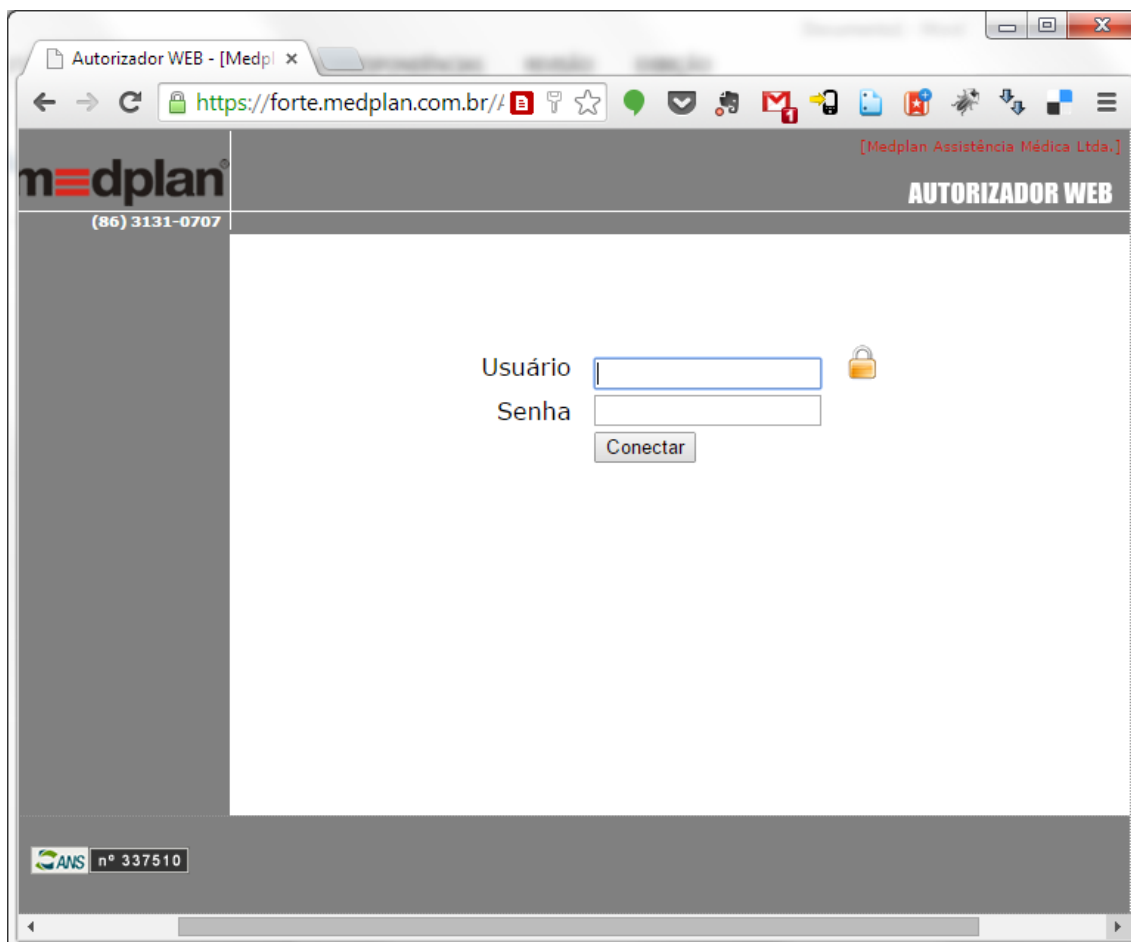 Autorizador WEB - [Medpl
https://forte.medplan.com.br//
1
[Medplan Assistência Médica Ltda.]
medplan®
AUTORIZADOR WEB
(86) 3131-0707
Usuário
Senha
Conectar
ANS nº 337510